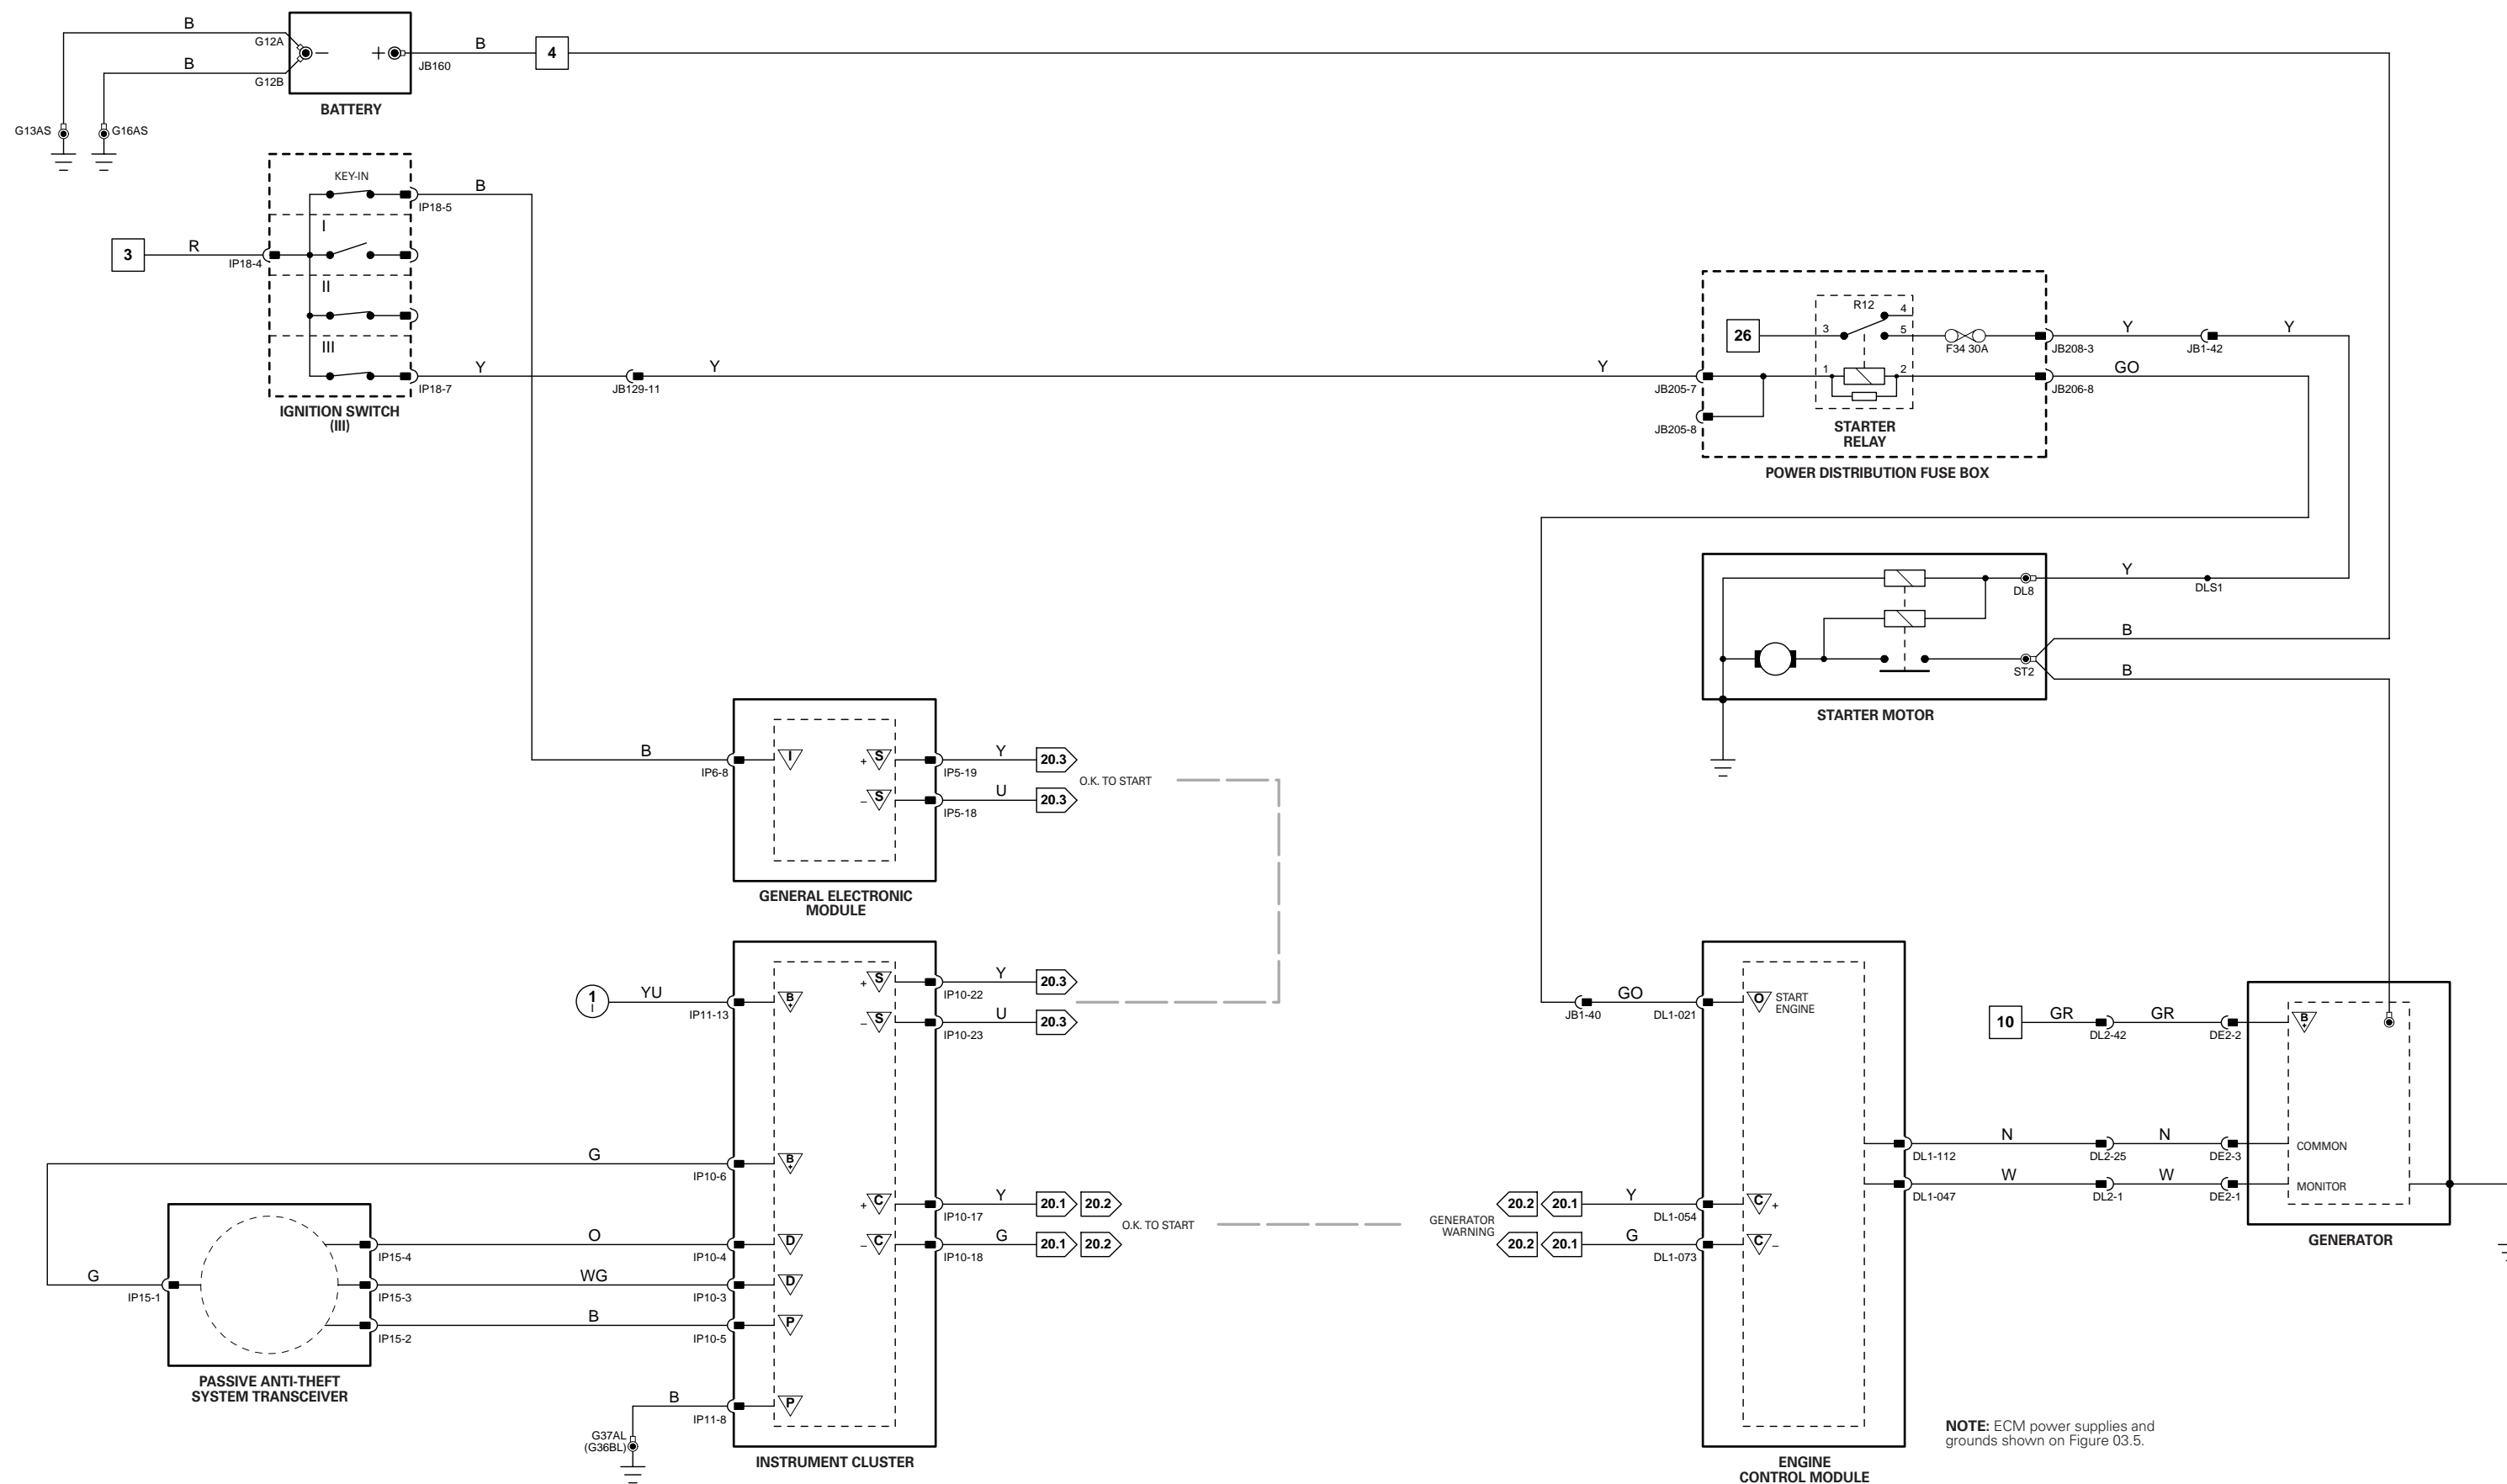 B
G12A
B
G12B
B
JB160
4
BATTERY
G13AS
G16AS
KEY-IN
B
IP18-5
I
3
R
IP18-4
II
III
Y
IP18-7
JB129-11
Y
IGNITION SWITCH
(III)
Y
JB205-7
JB205-8
26
R12
3
4
5
1
2
F34 30A
STARTER
RELAY
JB208-3
Y
JB1-42
Y
JB206-8
GO
POWER DISTRIBUTION FUSE BOX
DL8
Y
DLS1
B
ST2
B
STARTER MOTOR
B
IP6-8
I
+ S
IP5-19
Y
20.3
O.K. TO START
– S
IP5-18
U
20.3
GENERAL ELECTRONIC
MODULE
1
I
YU
IP11-13
B
+
+ S
IP10-22
Y
20.3
– S
IP10-23
U
20.3
G
IP10-6
B
+
+ C
IP10-17
Y
20.1 20.2
O.K. TO START
– C
IP10-18
G
20.1 20.2
G
IP15-1
IP15-4
O
IP10-4
D
IP15-3
WG
IP10-3
D
IP15-2
B
IP10-5
P
PASSIVE ANTI-THEFT
SYSTEM TRANSCEIVER
B
IP11-8
P
G37AL
(G36BL)
INSTRUMENT CLUSTER
JB1-40
GO
DL1-021
O
START
ENGINE
GENERATOR
WARNING
20.2 20.1
Y
DL1-054
C +
20.2 20.1
G
DL1-073
C –
ENGINE
CONTROL MODULE
10
GR
DL2-42
GR
DE2-2
B
+
DL1-112
N
DL2-25
N
DE2-3
COMMON
DL1-047
W
DL2-1
W
DE2-1
MONITOR
GENERATOR
NOTE: ECM power supplies and
grounds shown on Figure 03.5.